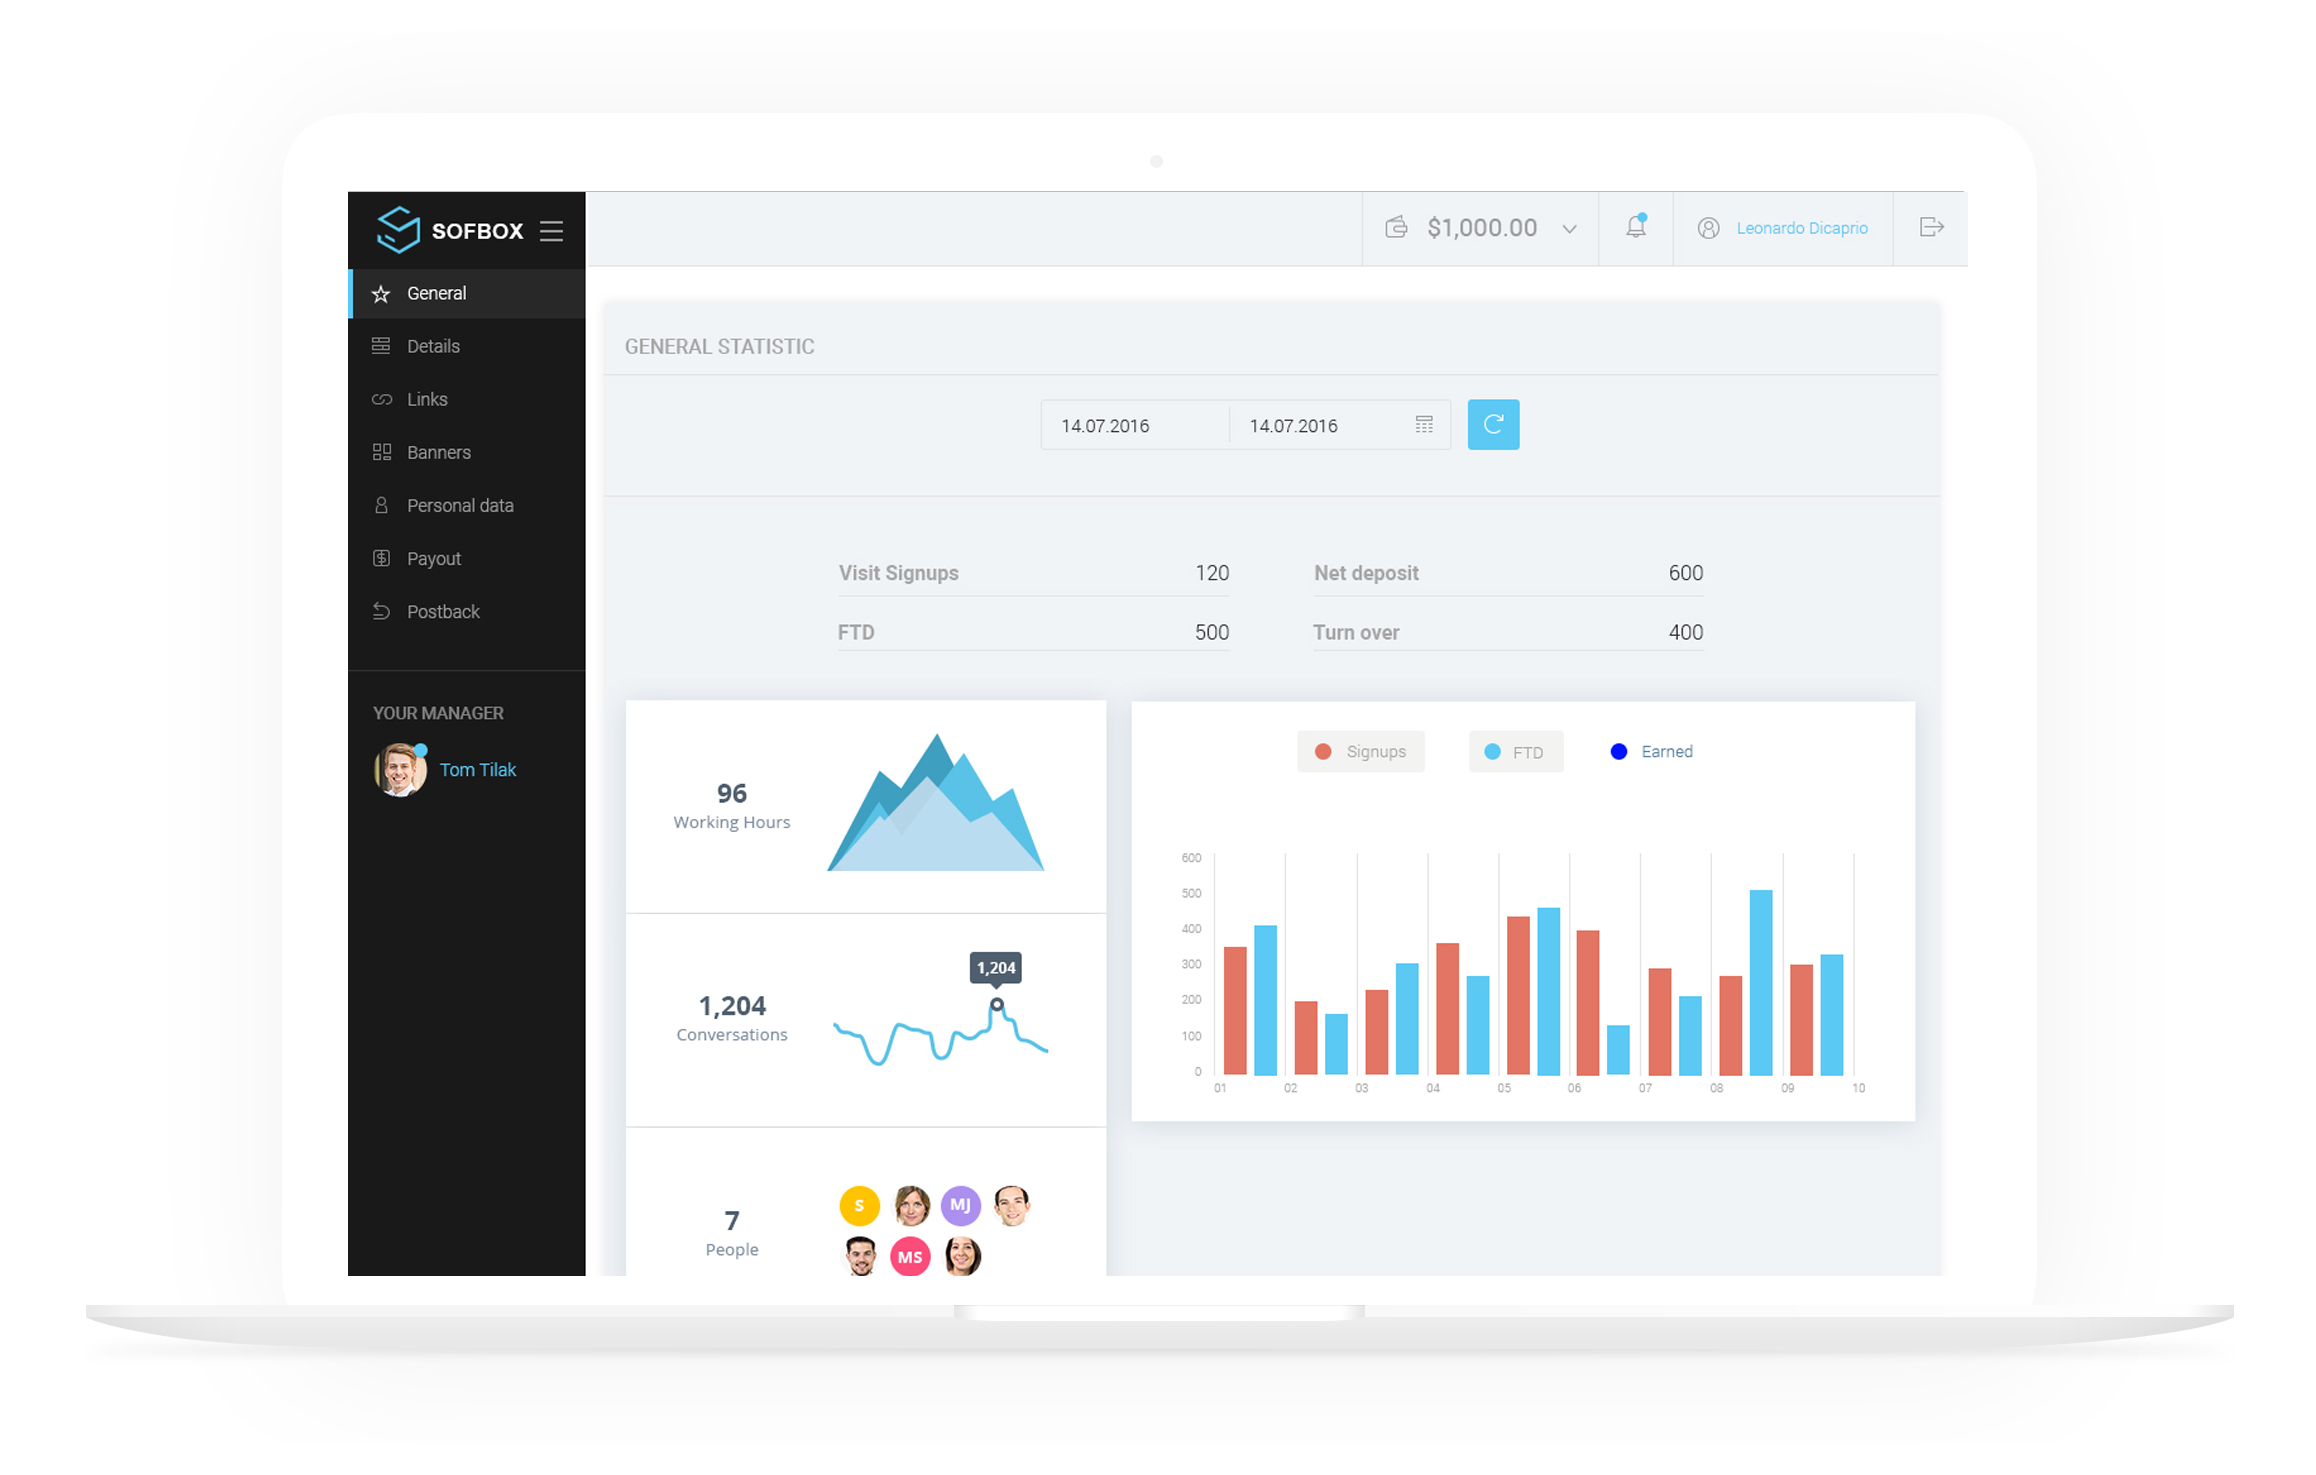 SOFBOX
$1,000.00
Leonardo Dicaprio
General
Details
Links
Banners
Personal data
Payout
Postback
YOUR MANAGER
Tom Tilak
GENERAL STATISTIC
14.07.2016 14.07.2016
Visit Signups 120
Net deposit 600
FTD 500
Turn over 400
96
Working Hours
1,204
1,204
Conversations
7
People
S
MJ
MS
Signups FTD Earned
600
500
400
300
200
100
0
01 02 03 04 05 06 07 08 09 10